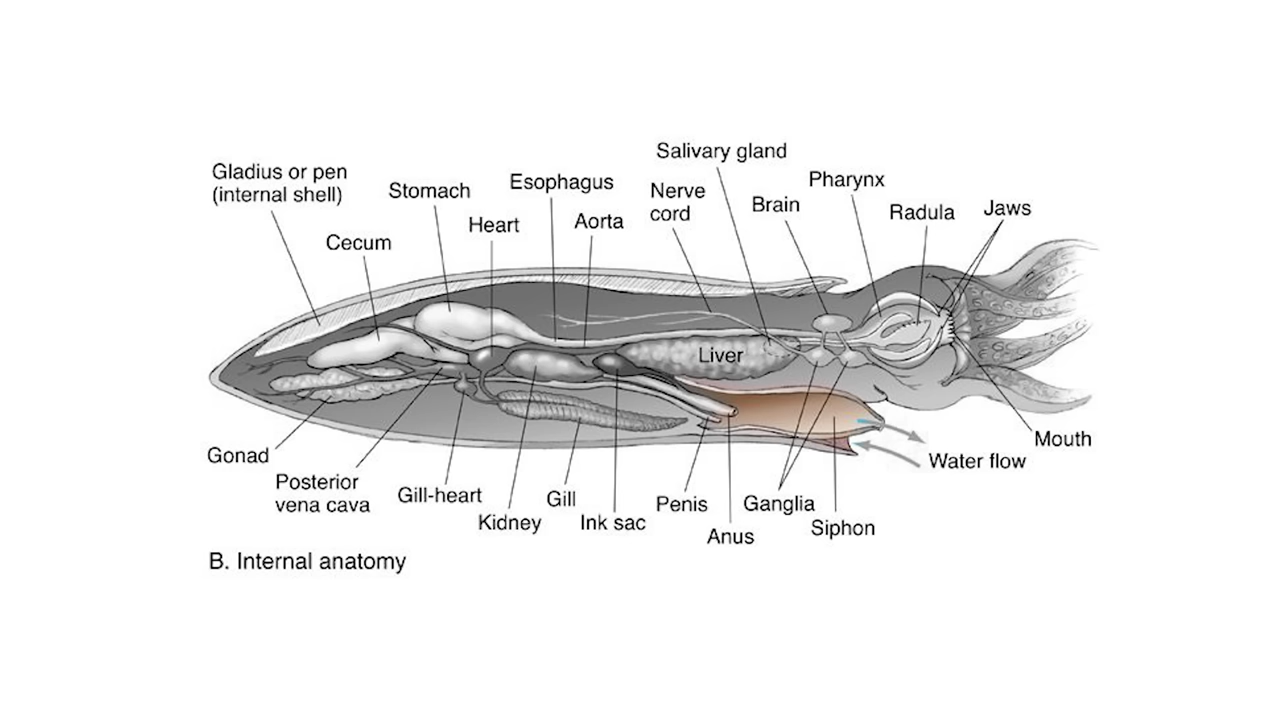 Salivary gland
Gladius or pen
(internal shell)
Stomach
Esophagus
Nerve
cord
Pharynx
Brain
Radula
Jaws
Cecum
Heart
Aorta
Liver
Gonad
Posterior
vena cava
Gill-heart
Kidney
Gill
Ink sac
Penis
Anus
Ganglia
Siphon
Water flow
Mouth
B. Internal anatomy